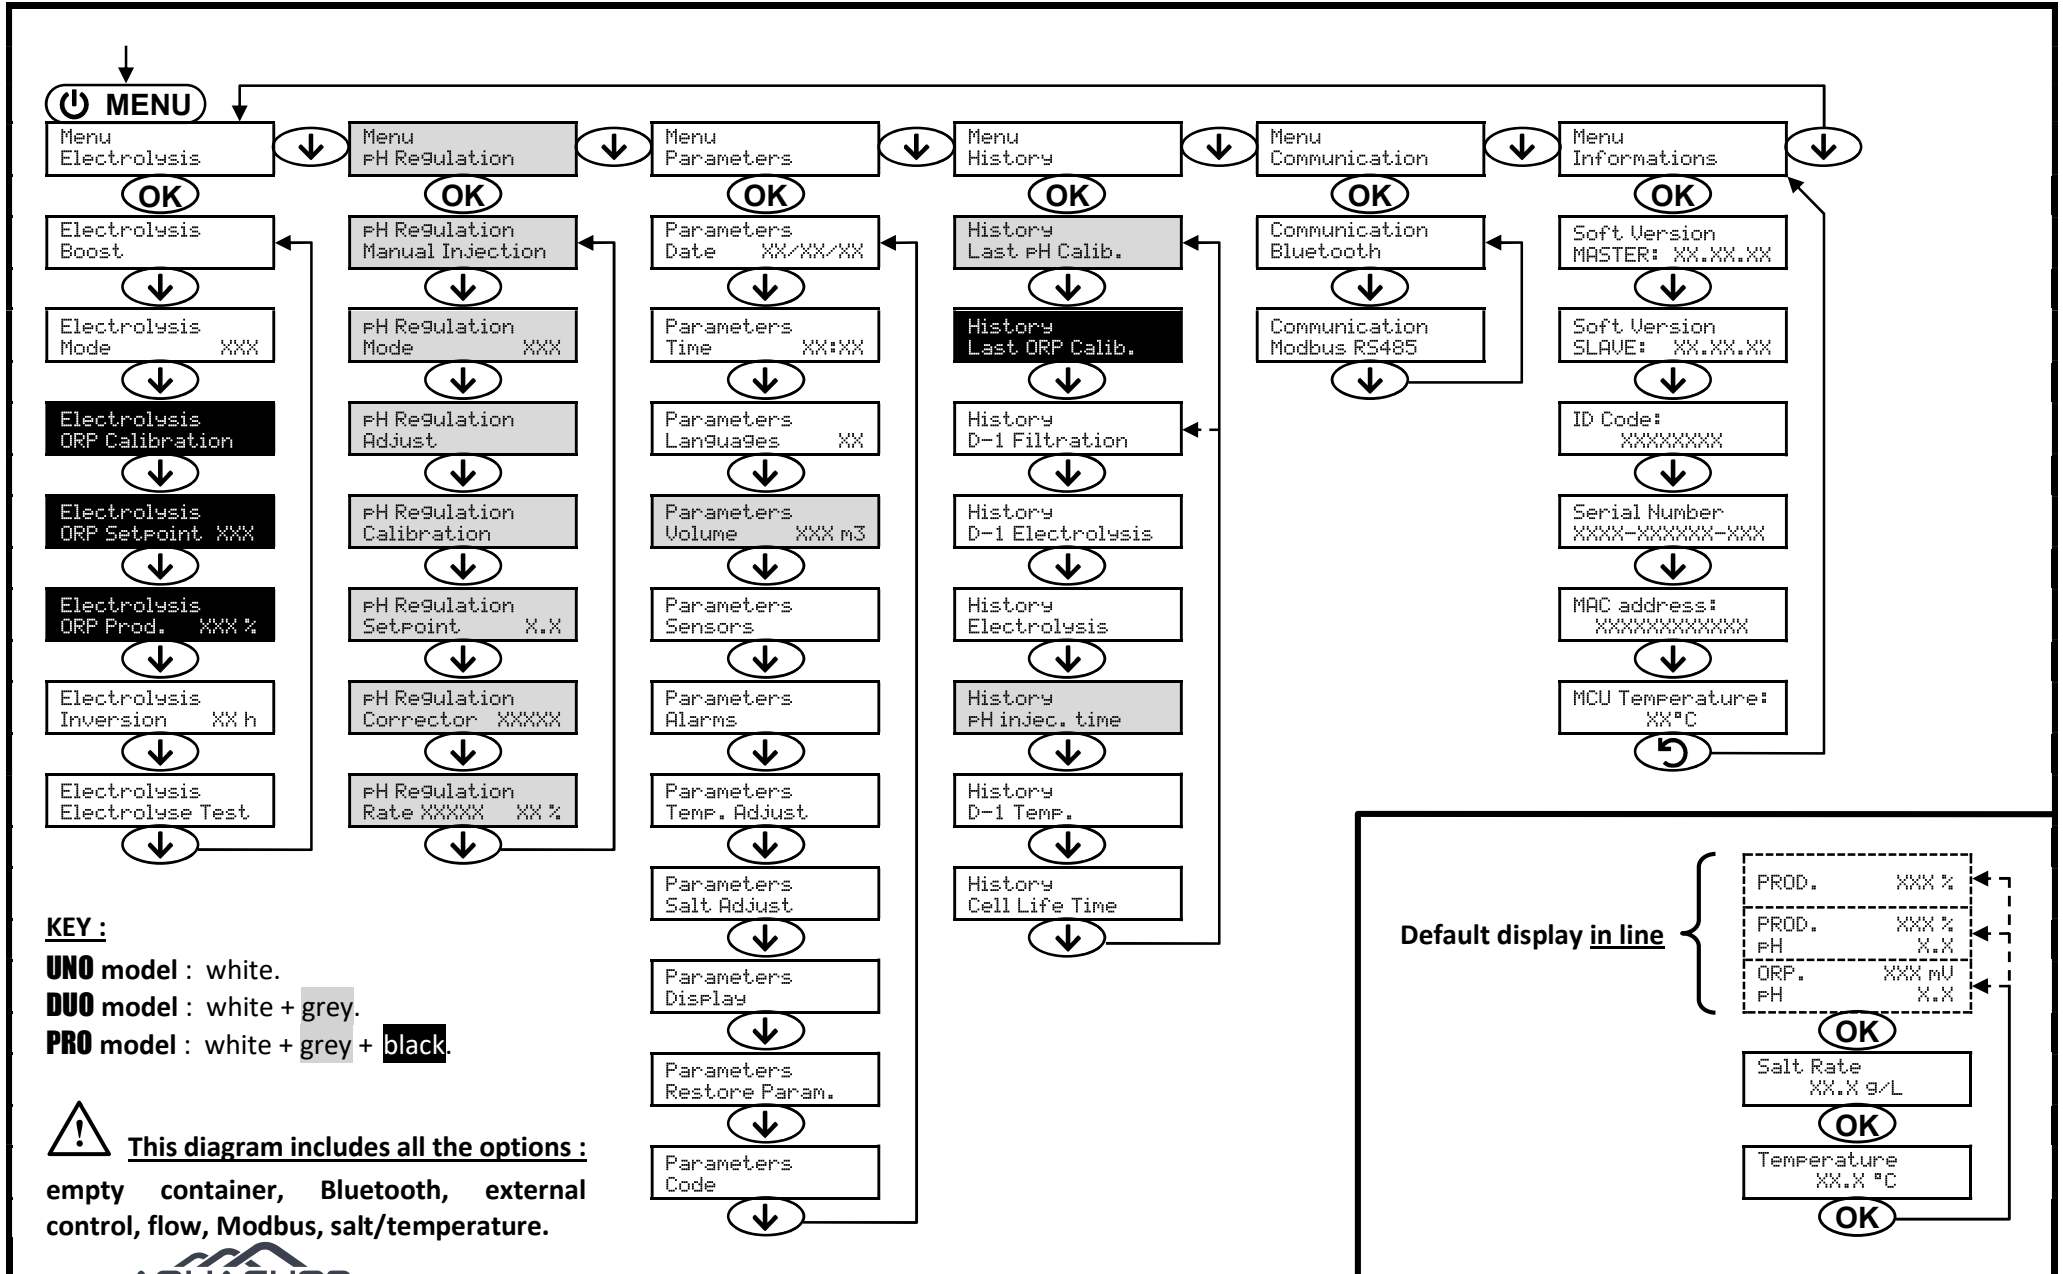 MENU
Menu
Electrolysis
OK
Electrolysis
Boost
Electrolysis
Mode XXX
Electrolysis
ORP Calibration
Electrolysis
ORP Setpoint XXX
Electrolysis
ORP Prod. XXX %
Electrolysis
Inversion XX h
Electrolysis
Electrolyse Test
Menu
pH Regulation
OK
pH Regulation
Manual Injection
pH Regulation
Mode XXX
pH Regulation
Adjust
pH Regulation
Calibration
pH Regulation
Setpoint X.X
pH Regulation
Corrector XXXXX
pH Regulation
Rate XXXXX XX %
Menu
Parameters
OK
Parameters
Date XX/XX/XX
Parameters
Time XX:XX
Parameters
Languages XX
Parameters
Volume XXX m3
Parameters
Sensors
Parameters
Alarms
Parameters
Temp. Adjust
Parameters
Salt Adjust
Parameters
Display
Parameters
Restore Param.
Parameters
Code
Menu
History
OK
History
Last pH Calib.
History
Last ORP Calib.
History
D-1 Filtration
History
D-1 Electrolysis
History
Electrolysis
History
pH injec. time
History
D-1 Temp.
History
Cell Life Time
Menu
Communication
OK
Communication
Bluetooth
Communication
Modbus RS485
Menu
Informations
OK
Soft Version
MASTER: XX.XX.XX
Soft Version
SLAVE: XX.XX.XX
ID Code:
XXXXXXXX
Serial Number
XXXX-XXXXXX-XXX
MAC address:
XXXXXXXXXXXX
MCU Temperature:
XX°C
KEY :
UNO model : white.
DUO model : white + grey.
PRO model : white + grey + black.
This diagram includes all the options :
empty container, Bluetooth, external
control, flow, Modbus, salt/temperature.
Default display in line
PROD. XXX %
PROD. XXX %
pH X.X
ORP. XXX mV
pH X.X
OK
Salt Rate
XX.X g/L
OK
Temperature
XX.X °C
OK